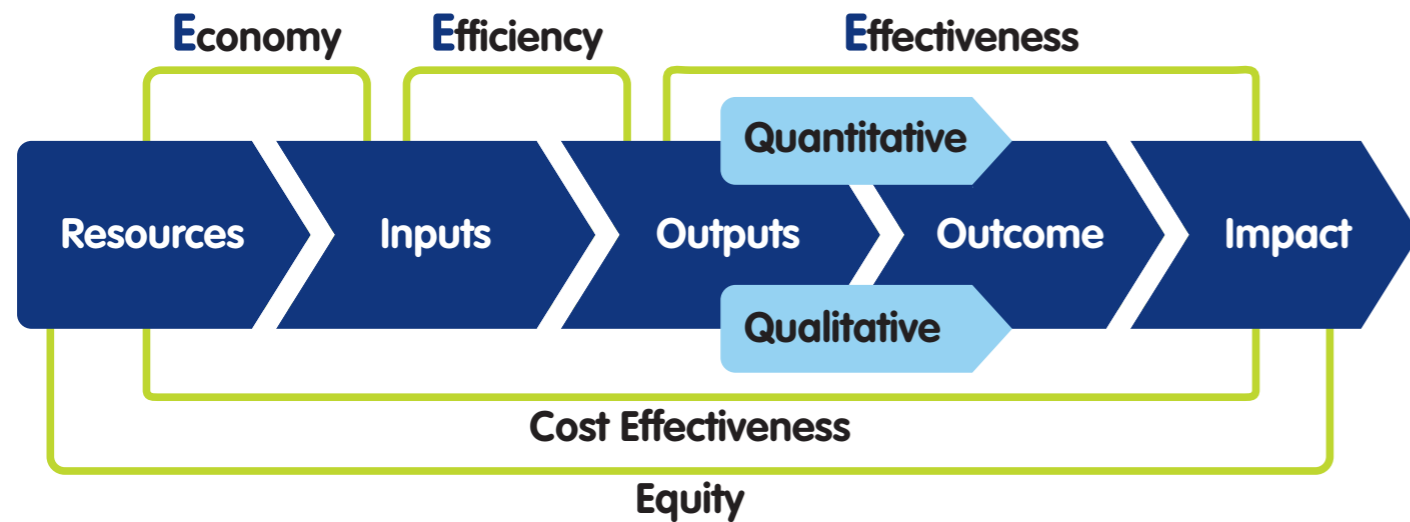 Economy Efficiency Effectiveness
Quantitative
Resources Inputs Outputs Outcome Impact
Qualitative
Cost Effectiveness
Equity